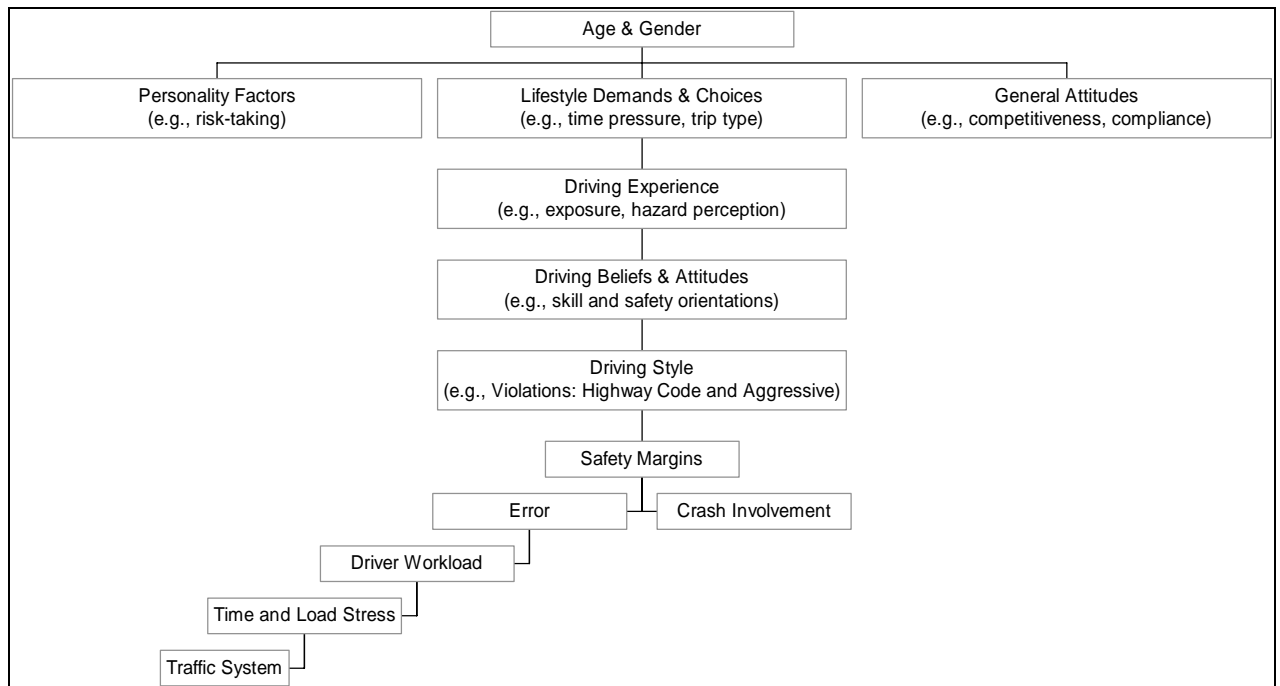 Age & Gender
Personality Factors
(e.g., risk-taking)
Lifestyle Demands & Choices
(e.g., time pressure, trip type)
General Attitudes
(e.g., competitiveness, compliance)
Driving Experience
(e.g., exposure, hazard perception)
Driving Beliefs & Attitudes
(e.g., skill and safety orientations)
Driving Style
(e.g., Violations: Highway Code and Aggressive)
Safety Margins
Error
Crash Involvement
Driver Workload
Time and Load Stress
Traffic System